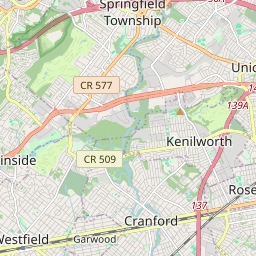 Springfield
Township
CR 577
Unio
139A
Kenilworth
inside
CR 509
Rose
137
Cranford
Westfield
Garwood